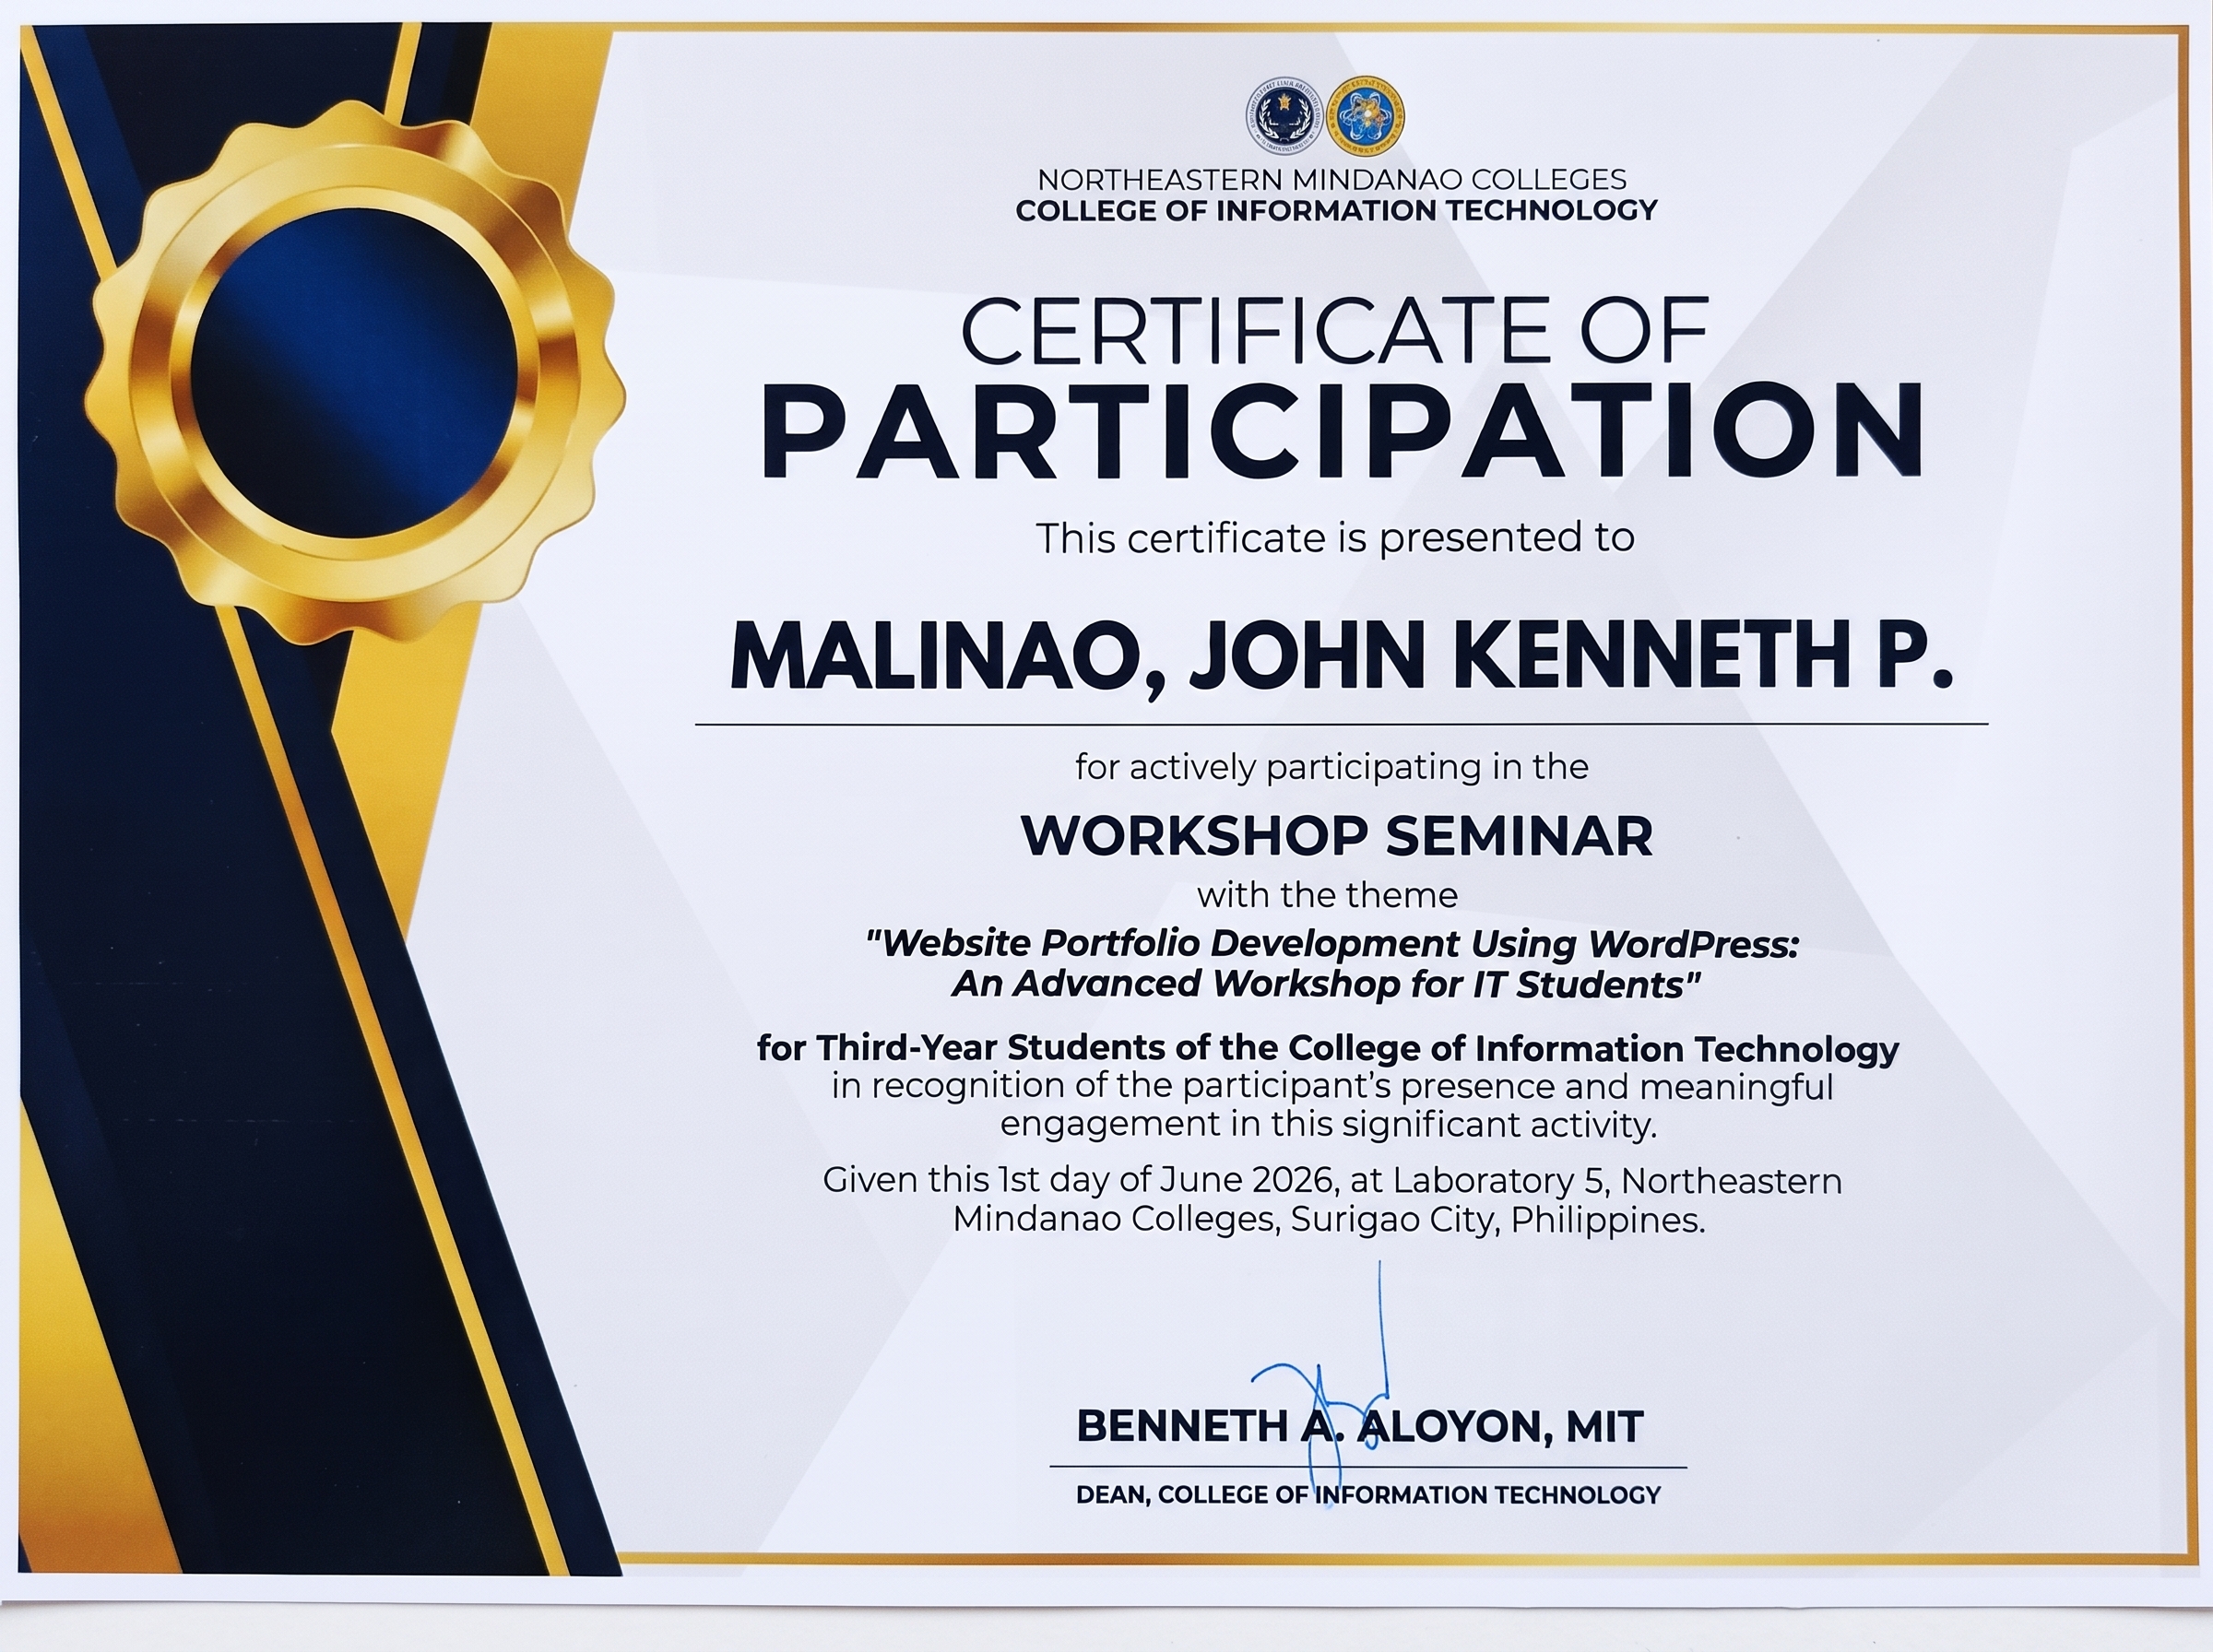 NORTHEASTERN MINDANAO COLLEGES
COLLEGE OF INFORMATION TECHNOLOGY
CERTIFICATE OF
PARTICIPATION
This certificate is presented to
MALINAO, JOHN KENNETH P.
for actively participating in the
WORKSHOP SEMINAR
with the theme
"Website Portfolio Development Using WordPress:
An Advanced Workshop for IT Students"
for Third-Year Students of the College of Information Technology
in recognition of the participant's presence and meaningful
engagement in this significant activity.
Given this 1st day of June 2026, at Laboratory 5, Northeastern
Mindanao Colleges, Surigao City, Philippines.
BENNETH A. ALOYON, MIT
DEAN, COLLEGE OF INFORMATION TECHNOLOGY